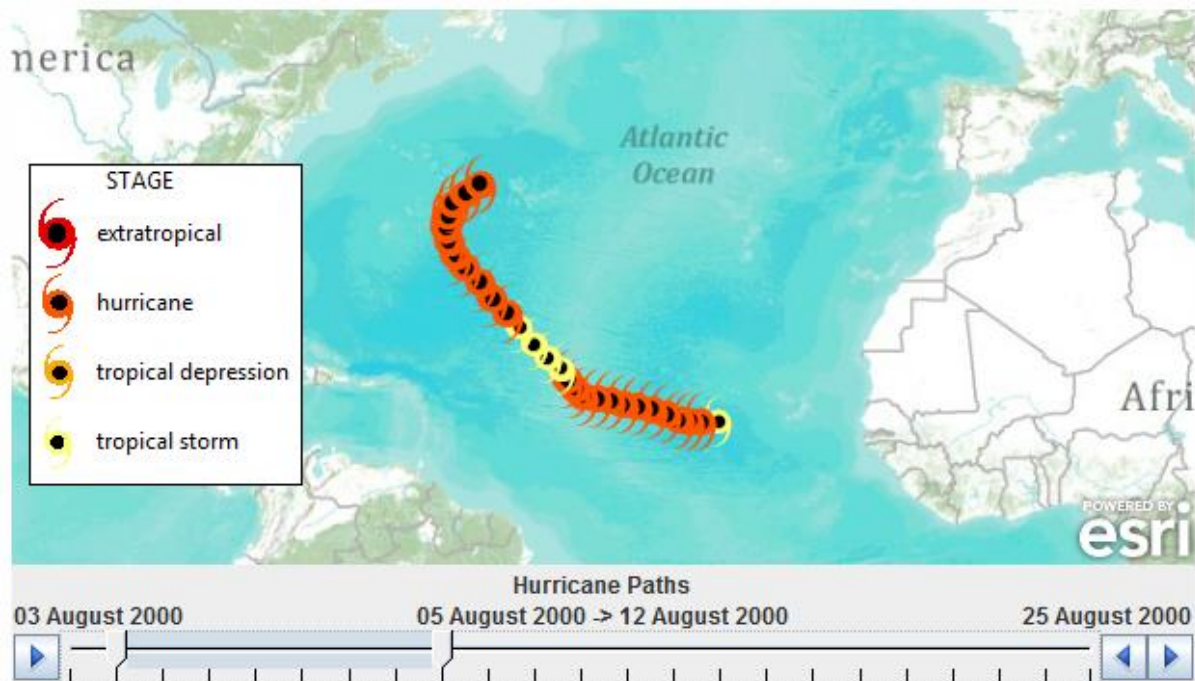 merica
Atlantic
Ocean
STAGE
extratropical
hurricane
tropical depression
tropical storm
Afri
POWERED BY
esri
Hurricane Paths
03 August 2000 05 August 2000 -> 12 August 2000 25 August 2000